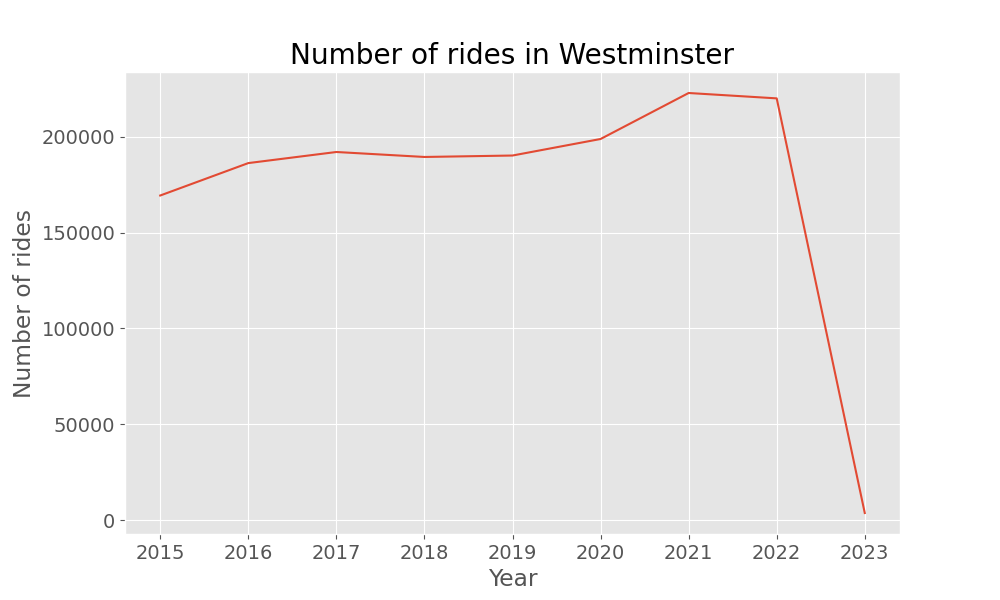 Number of rides in Westminster
Number of rides
200000
150000
100000
50000
0
2015 2016 2017 2018 2019 2020 2021 2022 2023
Year